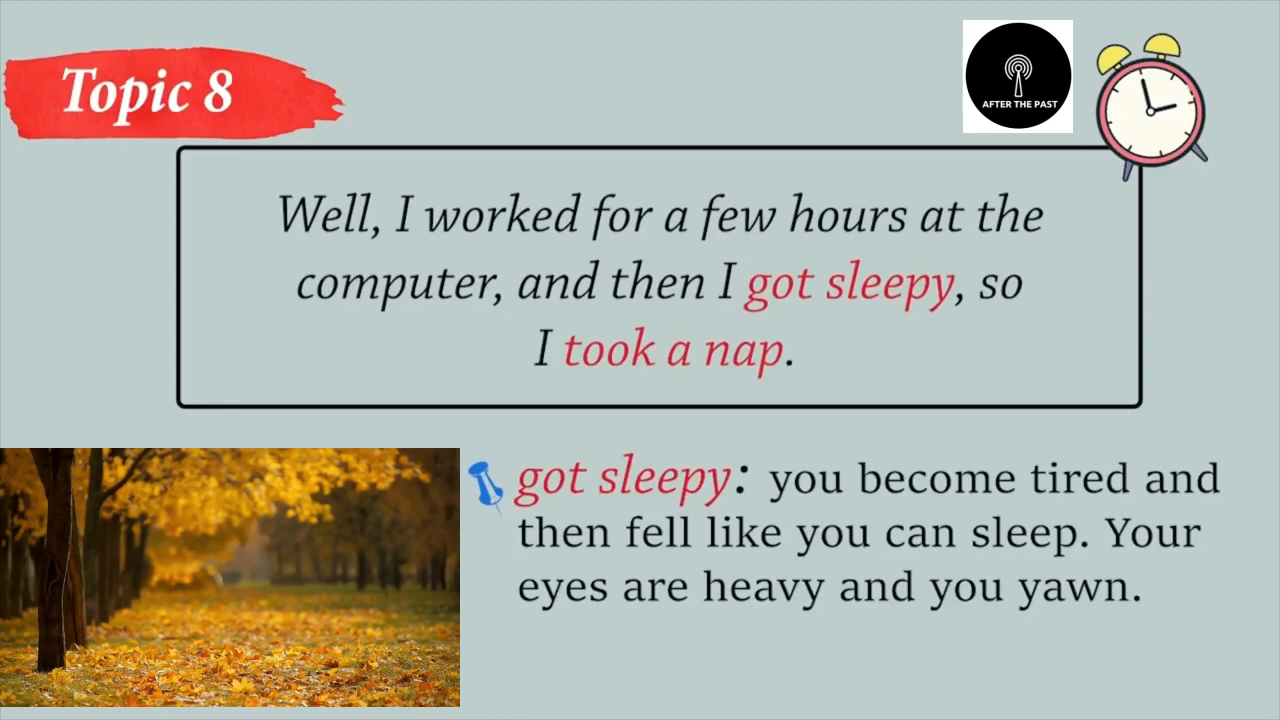 Topic 8
AFTER THE PAST
Well, I worked for a few hours at the
computer, and then I got sleepy, so
I took a nap.
got sleepy: you become tired and
then fell like you can sleep. Your
eyes are heavy and you yawn.